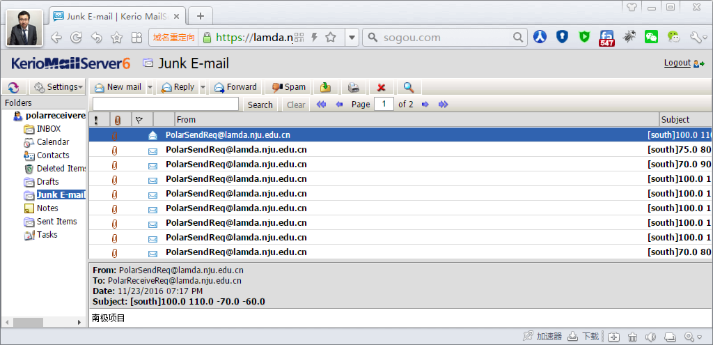 Junk E-mail | Kerio MailSe
域名重定向
https://lamda.n
sogou.com
547
KerioMailServer6
Junk E-mail
Logout
Settings
New mail
Reply
Forward
Spam
Search
Clear
Page 1 of 2
Folders
polarreceivere
INBOX
Calendar
Contacts
Deleted Items
Drafts
Junk E-mail
Notes
Sent Items
Tasks
From
Subject
PolarSendReq@lamda.nju.edu.cn [south]100.0 110
PolarSendReq@lamda.nju.edu.cn [south]75.0 80
PolarSendReq@lamda.nju.edu.cn [south]70.0 90
PolarSendReq@lamda.nju.edu.cn [south]100.0 1
PolarSendReq@lamda.nju.edu.cn [south]100.0 1
PolarSendReq@lamda.nju.edu.cn [south]100.0 1
PolarSendReq@lamda.nju.edu.cn [south]100.0 1
PolarSendReq@lamda.nju.edu.cn [south]70.0 80
From: PolarSendReq@lamda.nju.edu.cn
To: PolarReceiveReq@lamda.nju.edu.cn
Date: 11/23/2016 07:17 PM
Subject: [south]100.0 110.0 -70.0 -60.0
南极项目
加速器
下载